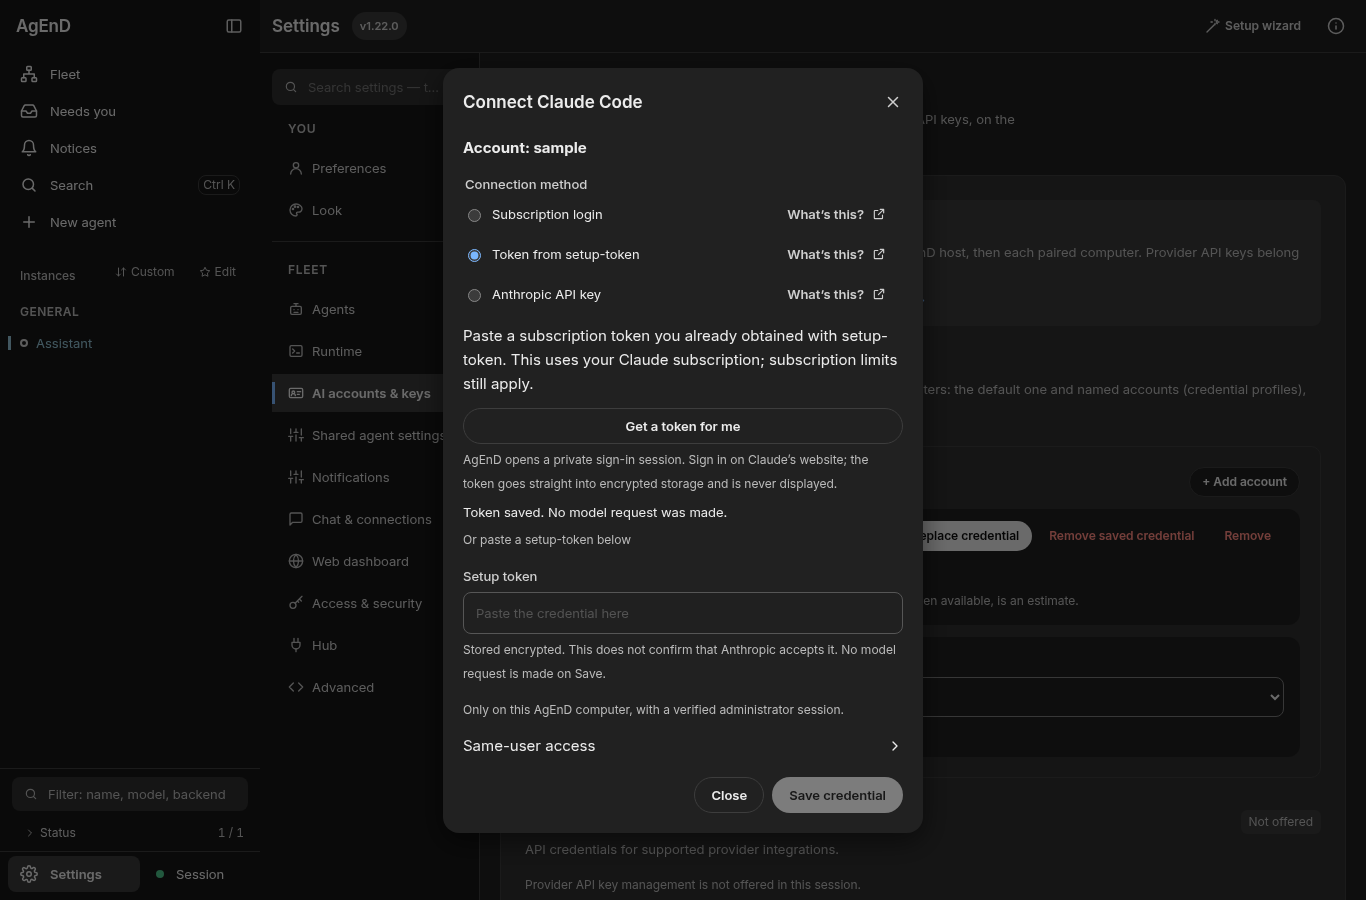 AgEnD
Settings
v1.22.0
Setup wizard
Fleet
Needs you
Notices
Search
Ctrl K
New agent
Instances
Custom
Edit
GENERAL
Assistant
Filter: name, model, backend
Status
1 / 1
Settings
Session
Search settings — t...
YOU
Preferences
Look
FLEET
Agents
Runtime
AI accounts & keys
Shared agent settings
Notifications
Chat & connections
Web dashboard
Access & security
Hub
Advanced
Connect Claude Code
Account: sample
Connection method
Subscription login
What's this?
Token from setup-token
What's this?
Anthropic API key
What's this?
Paste a subscription token you already obtained with setup-
token. This uses your Claude subscription; subscription limits
still apply.
Get a token for me
AgEnD opens a private sign-in session. Sign in on Claude's website; the
token goes straight into encrypted storage and is never displayed.
Token saved. No model request was made.
Or paste a setup-token below
Setup token
Paste the credential here
Stored encrypted. This does not confirm that Anthropic accepts it. No model
request is made on Save.
Only on this AgEnD computer, with a verified administrator session.
Same-user access
Close
Save credential
API keys, on the
host, then each paired computer. Provider API keys belong
the default one and named accounts (credential profiles),
+ Add account
credential
Remove saved credential
Remove
available, is an estimate.
Not offered
API credentials for supported provider integrations.
Provider API key management is not offered in this session.